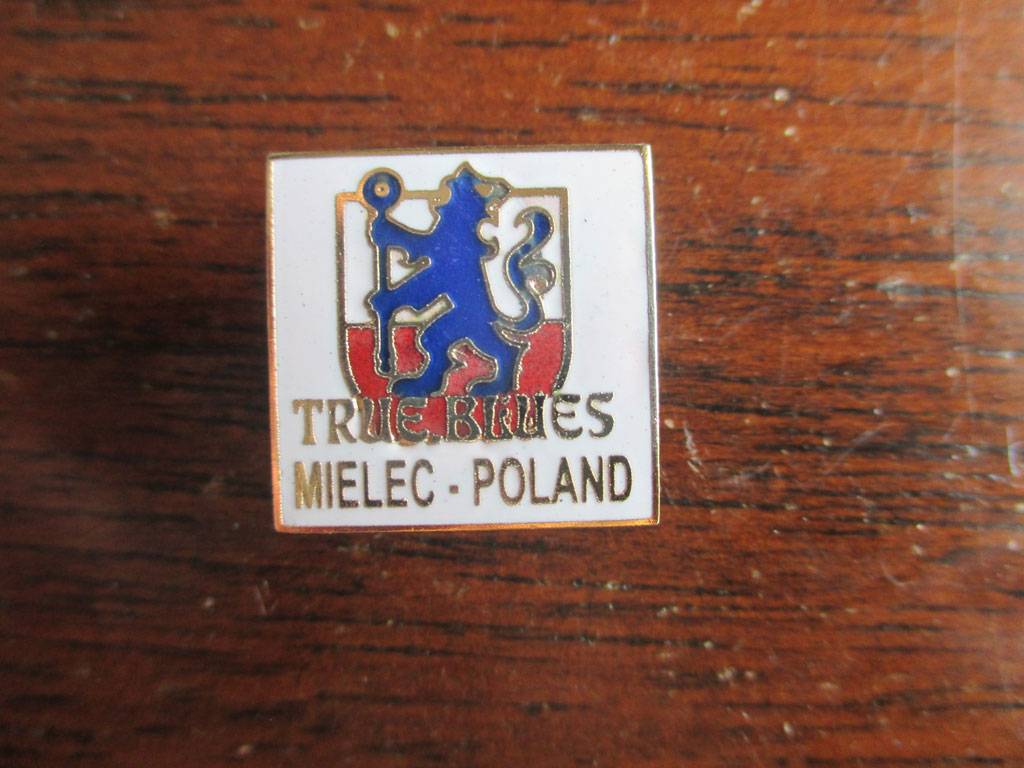 TRUE BLUES
MIELEC - POLAND